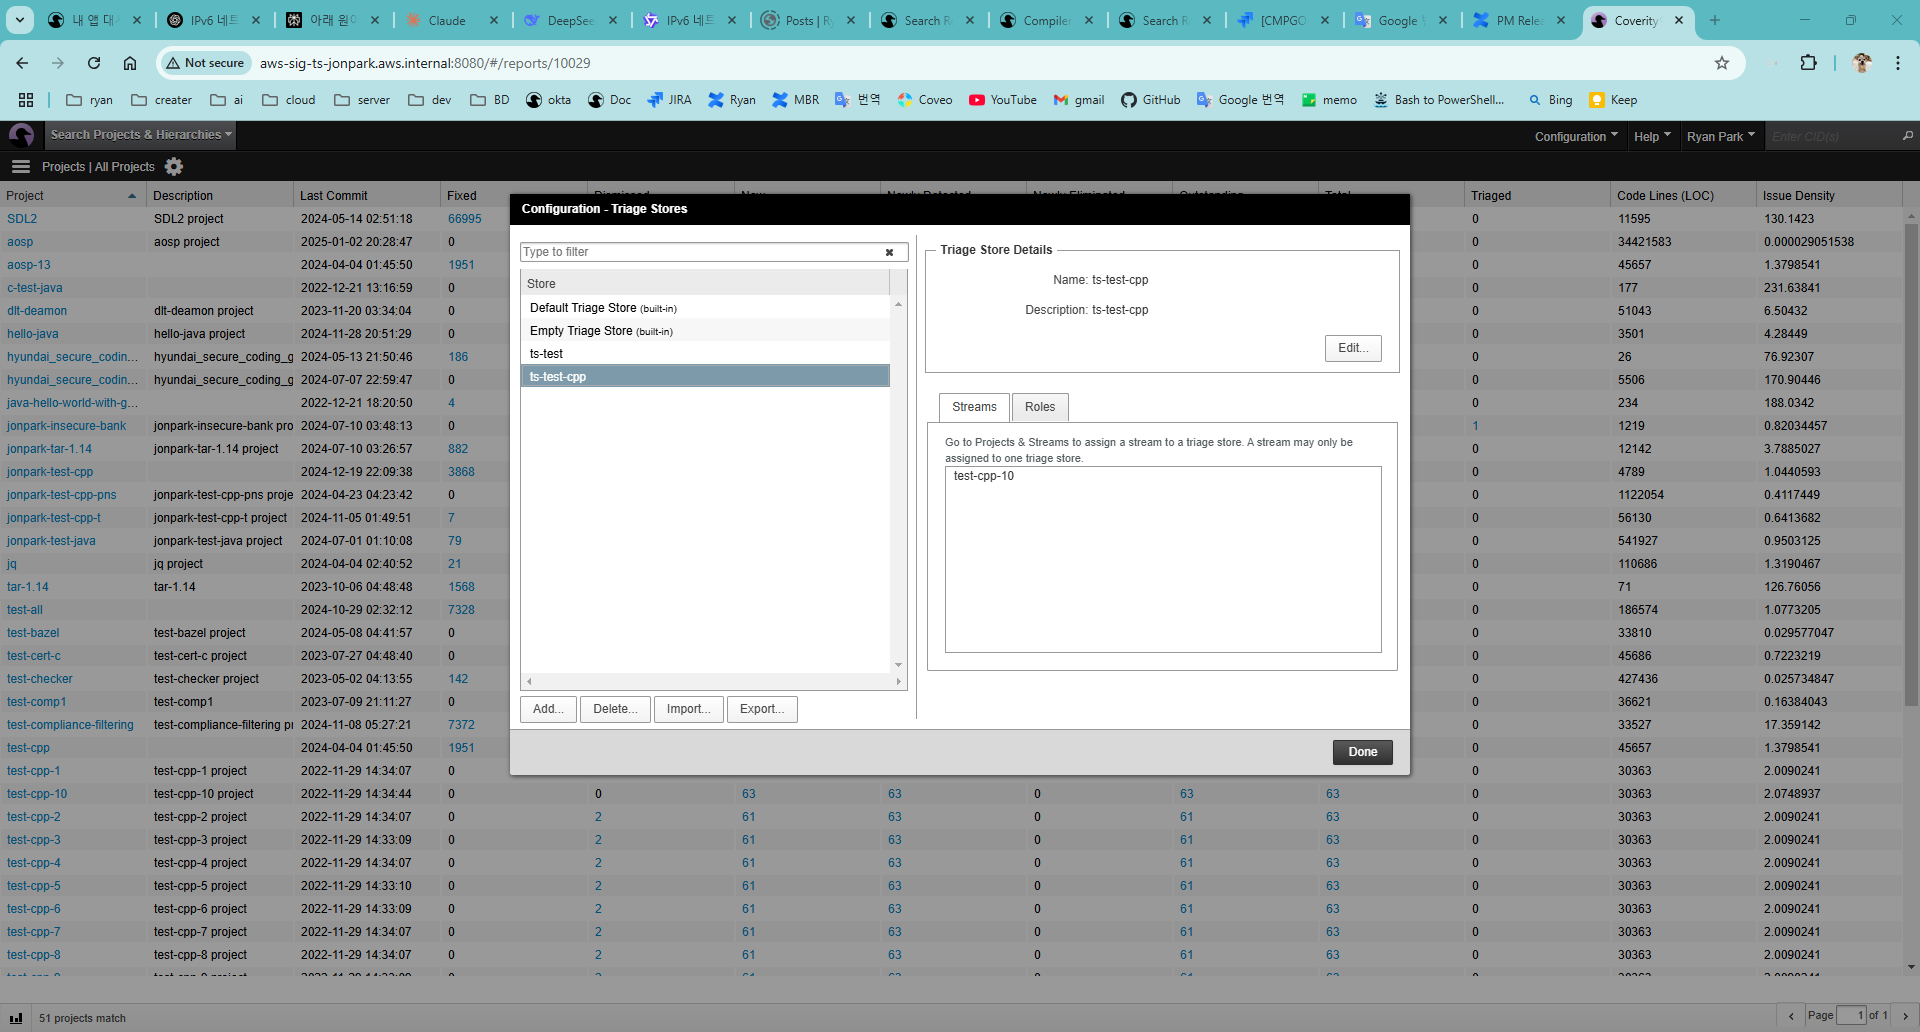 내 앱 대
IPv6 네트
아래 원이
Claude
DeepSee
IPv6 네트
Posts | Ry
Search Re
Compiler
Search R
[CMPGO
Google
PM Relea
Coverity
Not secure
aws-sig-ts-jonpark.aws.internal:8080/#/reports/10029
ryan
creater
ai
cloud
server
dev
BD
okta
Doc
JIRA
Ryan
MBR
번역
Coveo
YouTube
gmail
GitHub
Google 번역
memo
Bash to PowerShell...
Bing
Keep
Search Projects & Hierarchies
Configuration
Help
Ryan Park
Enter CID(s)
Projects | All Projects
Project Description Last Commit Fixed Dismissed New Newly Detected Newly Eliminated Outstanding Total Triaged Code Lines (LOC) Issue Density
SDL2 SDL2 project 2024-05-14 02:51:18 66995 0 11595 130.1423
aosp aosp project 2025-01-02 20:28:47 0 0 34421583 0.000029051538
aosp-13 2024-04-04 01:45:50 1951 0 45657 1.3798541
c-test-java 2022-12-21 13:16:59 0 0 177 231.63841
dlt-deamon dlt-deamon project 2023-11-20 03:34:04 0 0 51043 6.50432
hello-java hello-java project 2024-11-28 20:51:29 0 0 3501 4.28449
hyundai_secure_codin... hyundai_secure_coding_g 2024-05-13 21:50:46 186 0 26 76.92307
hyundai_secure_codin... hyundai_secure_coding_g 2024-07-07 22:59:47 0 0 5506 170.90446
java-hello-world-with-g... 2022-12-21 18:20:50 4 0 234 188.0342
jonpark-insecure-bank jonpark-insecure-bank pro 2024-07-10 03:48:13 0 1 1219 0.82034457
jonpark-tar-1.14 jonpark-tar-1.14 project 2024-07-10 03:26:57 882 0 12142 3.7885027
jonpark-test-cpp 2024-12-19 22:09:38 3868 0 4789 1.0440593
jonpark-test-cpp-pns jonpark-test-cpp-pns proje 2024-04-23 04:23:42 0 0 1122054 0.4117449
jonpark-test-cpp-t jonpark-test-cpp-t project 2024-11-05 01:49:51 7 0 56130 0.6413682
jonpark-test-java jonpark-test-java project 2024-07-01 01:10:08 79 0 541927 0.9503125
jq jq project 2024-04-04 02:40:52 21 0 110686 1.3190467
tar-1.14 tar-1.14 2023-10-06 04:48:48 1568 0 71 126.76056
test-all 2024-10-29 02:32:12 7328 0 186574 1.0773205
test-bazel test-bazel project 2024-05-08 04:41:57 0 0 33810 0.029577047
test-cert-c test-cert-c project 2023-07-27 04:48:40 0 0 45686 0.7223219
test-checker test-checker project 2023-05-02 04:13:55 142 0 427436 0.025734847
test-comp1 test-comp1 2023-07-09 21:11:27 0 0 36621 0.16384043
test-compliance-filtering test-compliance-filtering pr 2024-11-08 05:27:21 7372 0 33527 17.359142
test-cpp 2024-04-04 01:45:50 1951 0 45657 1.3798541
test-cpp-1 test-cpp-1 project 2022-11-29 14:34:07 0 0 30363 2.0090241
test-cpp-10 test-cpp-10 project 2022-11-29 14:34:44 0 0 63 63 0 63 63 0 30363 2.0748937
test-cpp-2 test-cpp-2 project 2022-11-29 14:34:07 0 2 61 63 0 61 63 0 30363 2.0090241
test-cpp-3 test-cpp-3 project 2022-11-29 14:33:09 0 2 61 63 0 61 63 0 30363 2.0090241
test-cpp-4 test-cpp-4 project 2022-11-29 14:34:07 0 2 61 63 0 61 63 0 30363 2.0090241
test-cpp-5 test-cpp-5 project 2022-11-29 14:33:10 0 2 61 63 0 61 63 0 30363 2.0090241
test-cpp-6 test-cpp-6 project 2022-11-29 14:33:09 0 2 61 63 0 61 63 0 30363 2.0090241
test-cpp-7 test-cpp-7 project 2022-11-29 14:34:07 0 2 61 63 0 61 63 0 30363 2.0090241
test-cpp-8 test-cpp-8 project 2022-11-29 14:34:07 0 2 61 63 0 61 63 0 30363 2.0090241
Configuration - Triage Stores
Type to filter
Store
Default Triage Store (built-in)
Empty Triage Store (built-in)
ts-test
ts-test-cpp
Add...
Delete...
Import...
Export...
Triage Store Details
Name: ts-test-cpp
Description: ts-test-cpp
Edit...
Streams
Roles
Go to Projects & Streams to assign a stream to a triage store. A stream may only be
assigned to one triage store.
test-cpp-10
Done
51 projects match
Page 1 of 1